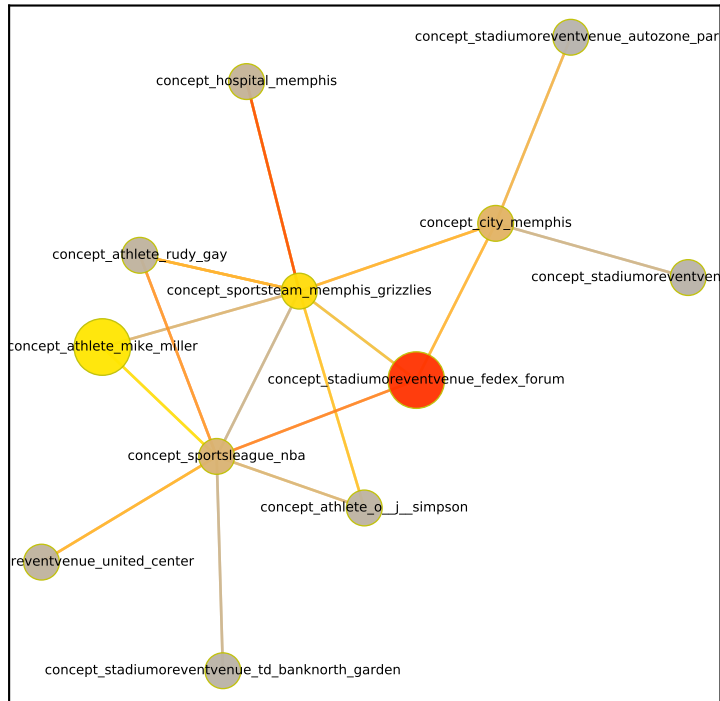 concept_stadiumoreventvenue_autozone_par
concept_hospital_memphis
concept_city_memphis
concept_athlete_rudy_gay
concept_stadiumoreventven
concept_sportsteam_memphis_grizzlies
concept_athlete_mike_miller
concept_stadiumoreventvenue_fedex_forum
concept_sportsleague_nba
concept_athlete_o__j__simpson
reventvenue_united_center
concept_stadiumoreventvenue_td_banknorth_garden